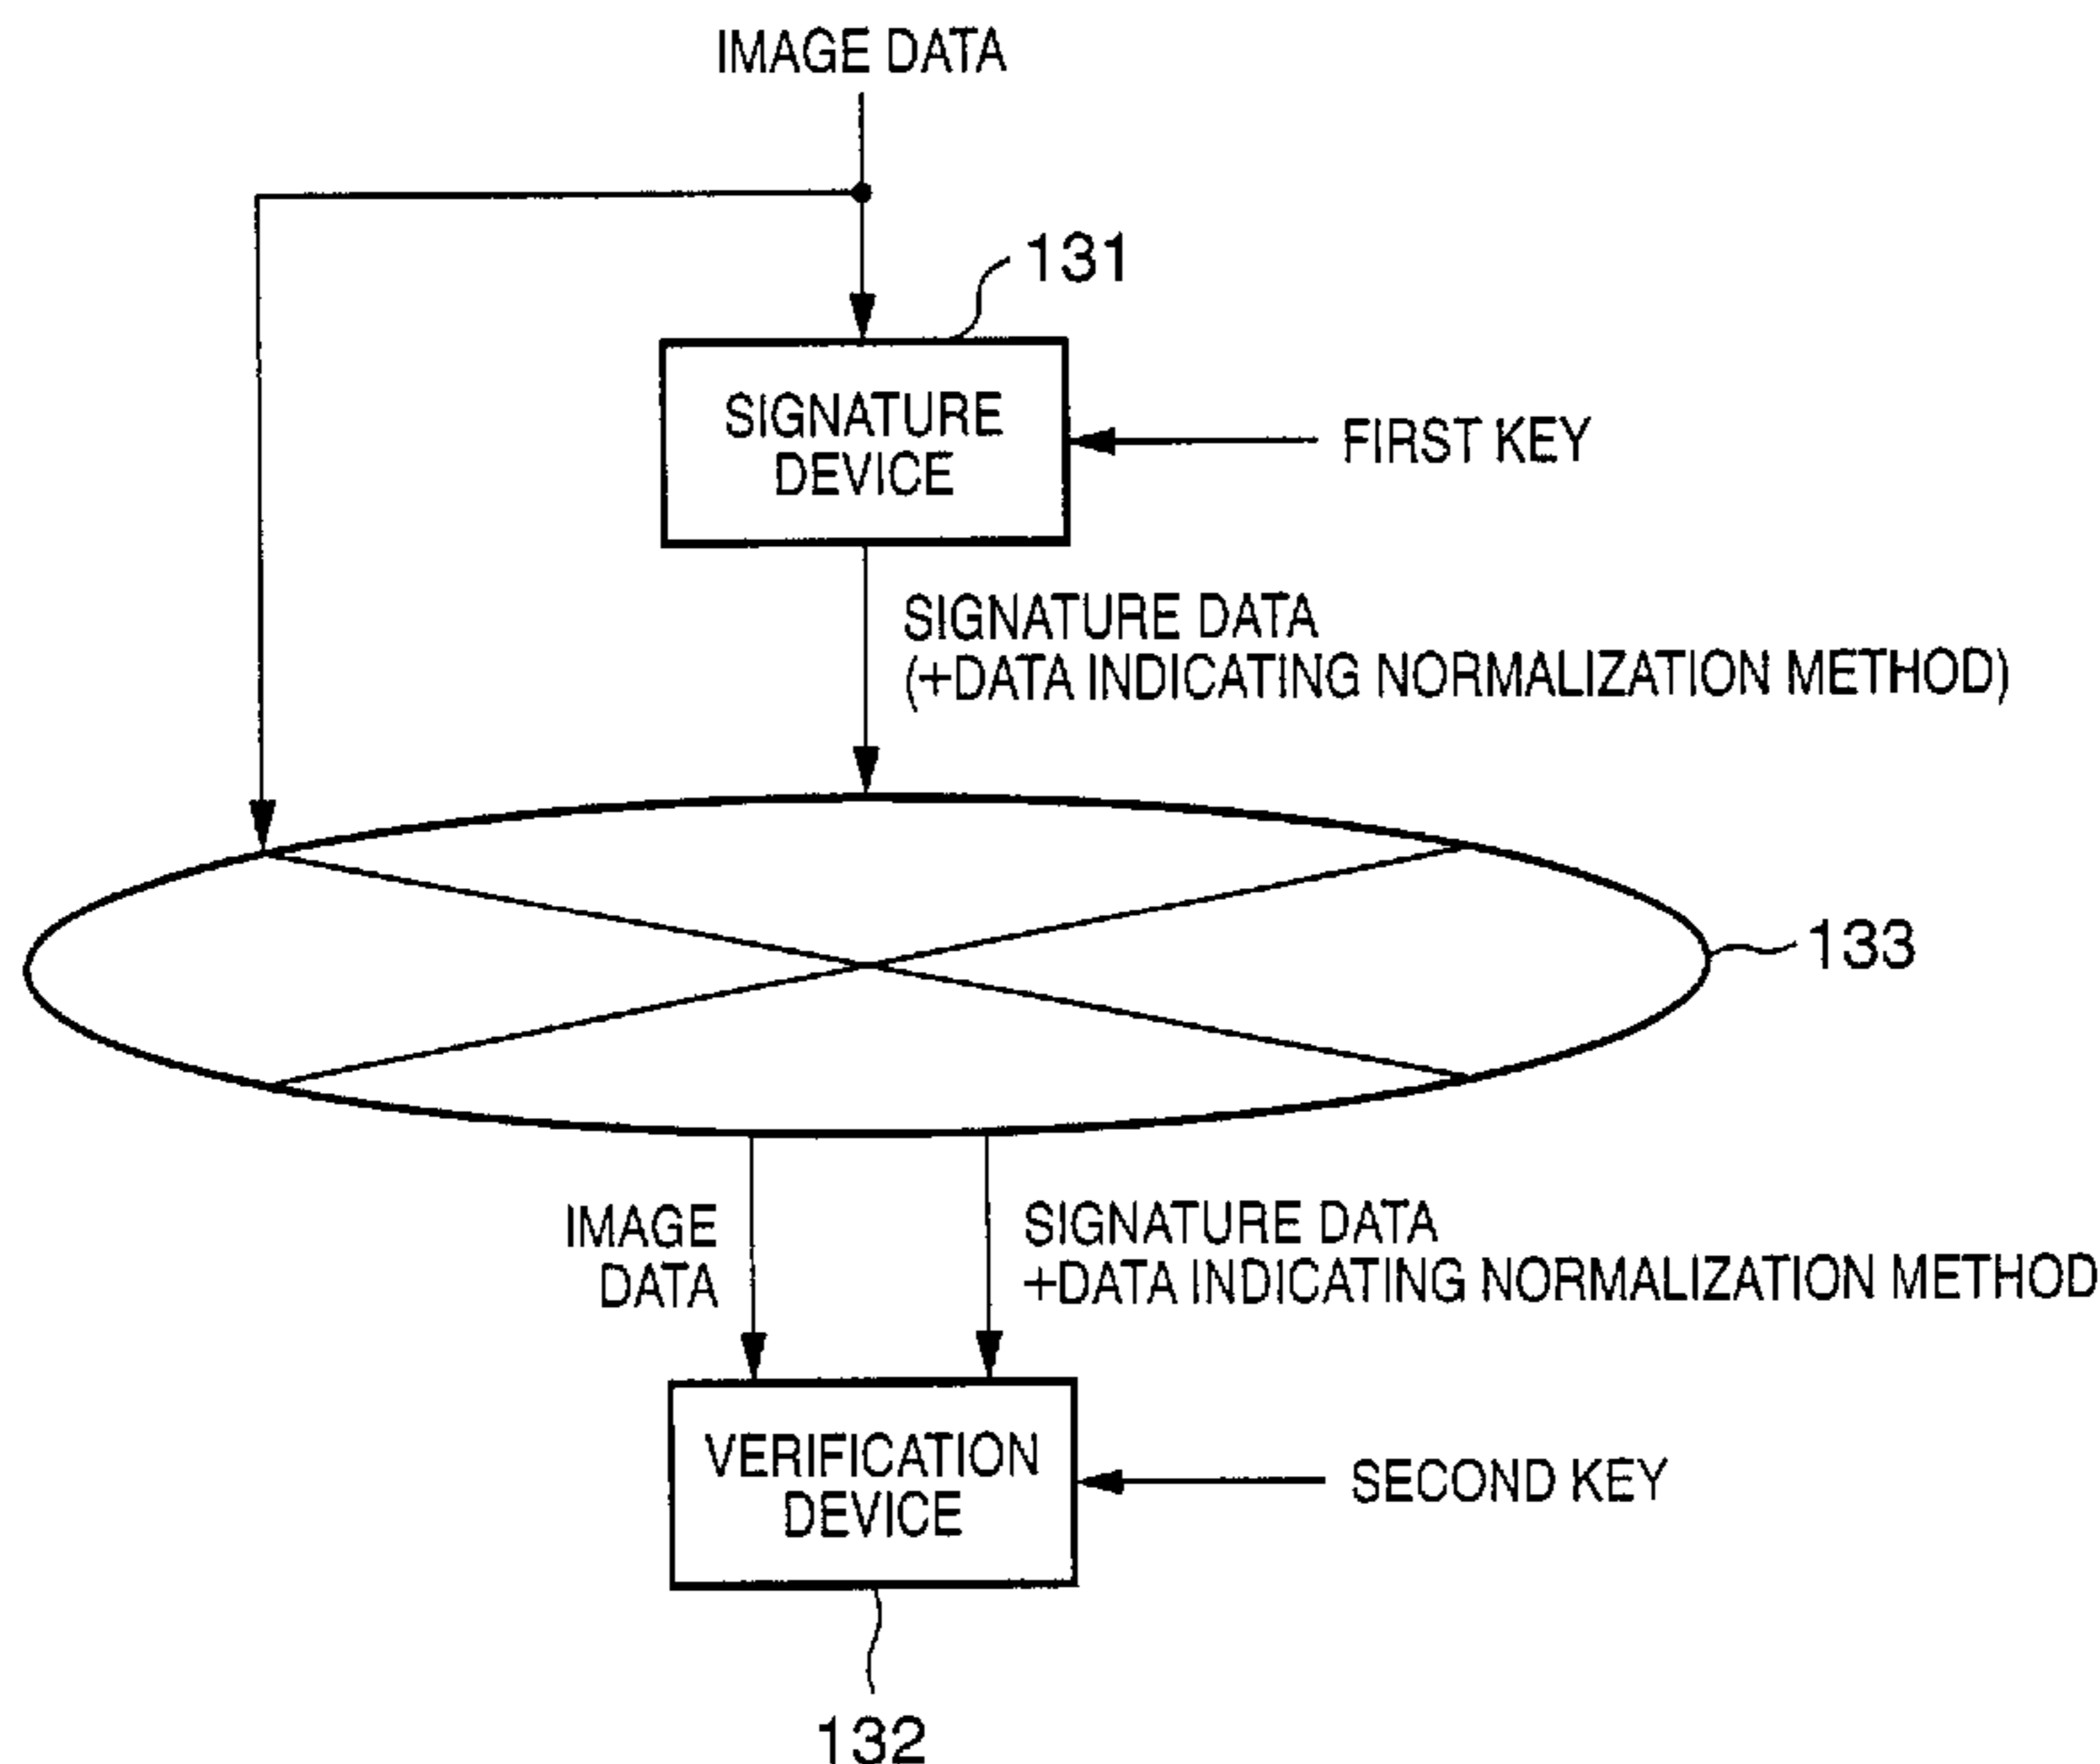 IMAGE DATA
131
SIGNATURE
DEVICE
FIRST KEY
SIGNATURE DATA
(+DATA INDICATING NORMALIZATION METHOD)
133
IMAGE
DATA
SIGNATURE DATA
+DATA INDICATING NORMALIZATION METHOD
VERIFICATION
DEVICE
SECOND KEY
132